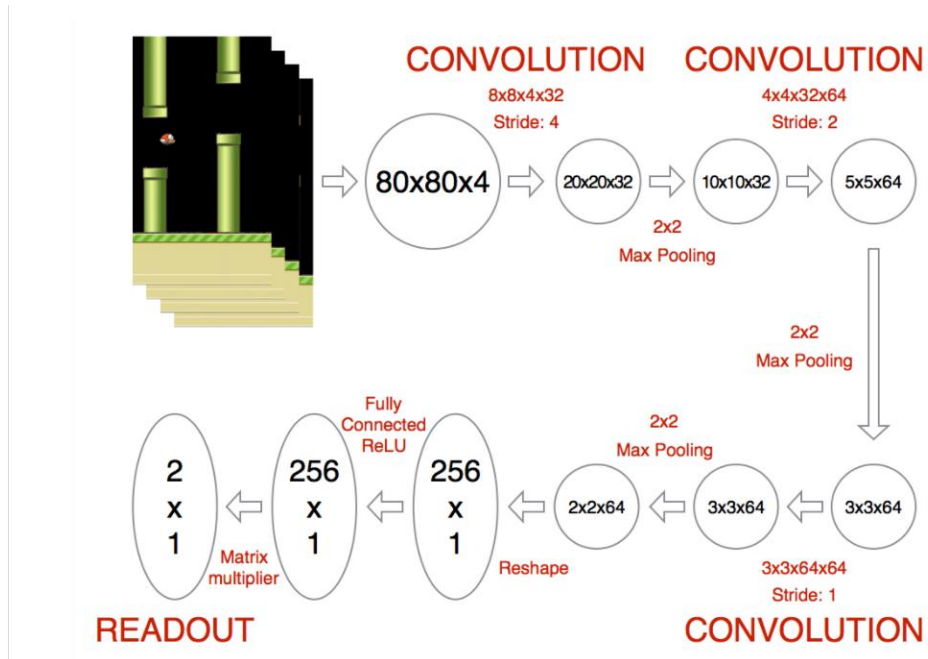 CONVOLUTION
8x8x4x32
Stride: 4
CONVOLUTION
4x4x32x64
Stride: 2
80x80x4
20x20x32
10x10x32
5x5x64
2x2
Max Pooling
2x2
Max Pooling
3x3x64
3x3x64x64
Stride: 1
CONVOLUTION
3x3x64
2x2
Max Pooling
2x2x64
Reshape
256
x
1
Fully
Connected
ReLU
256
x
1
Matrix
multiplier
2
x
1
READOUT